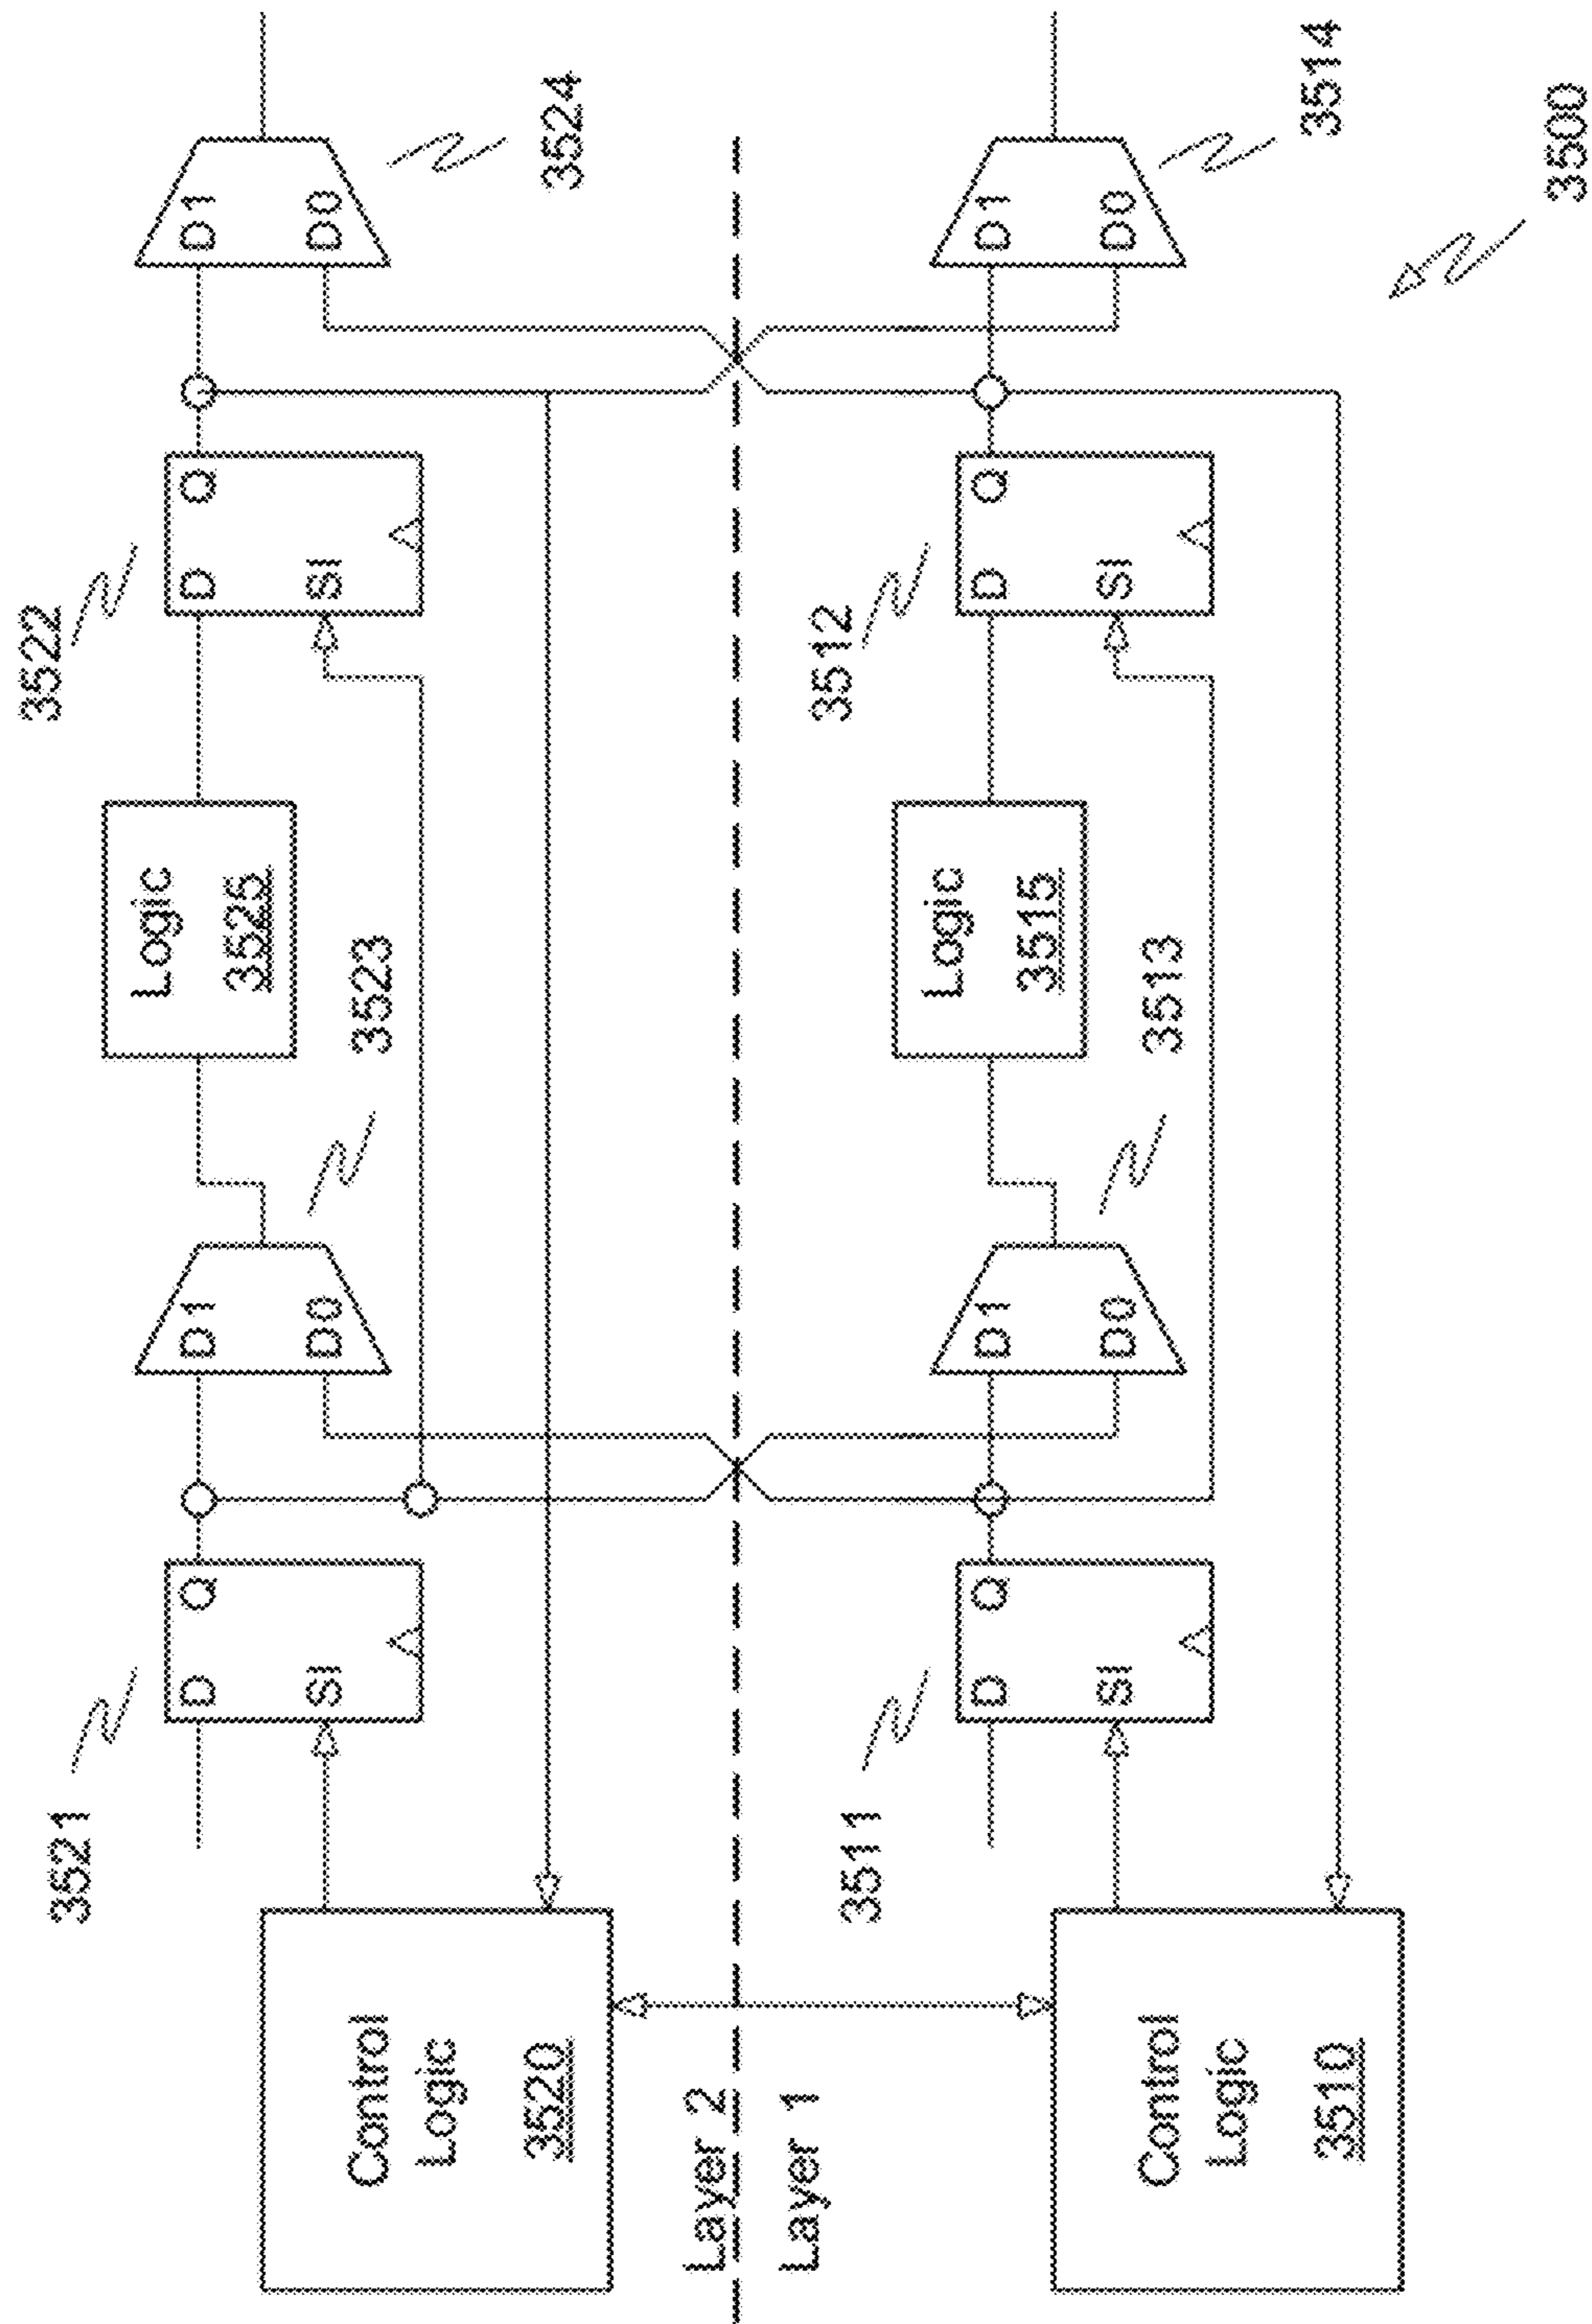 3521
D
Q
SI
3522
D
Q
SI
D1
D0
3523
Logic
3525
D1
D0
3524
Control
Logic
3520
Layer 2
Layer 1
3511
D
Q
SI
D1
D0
3513
Logic
3515
3512
D
Q
SI
D1
D0
3514
Control
Logic
3510
3500